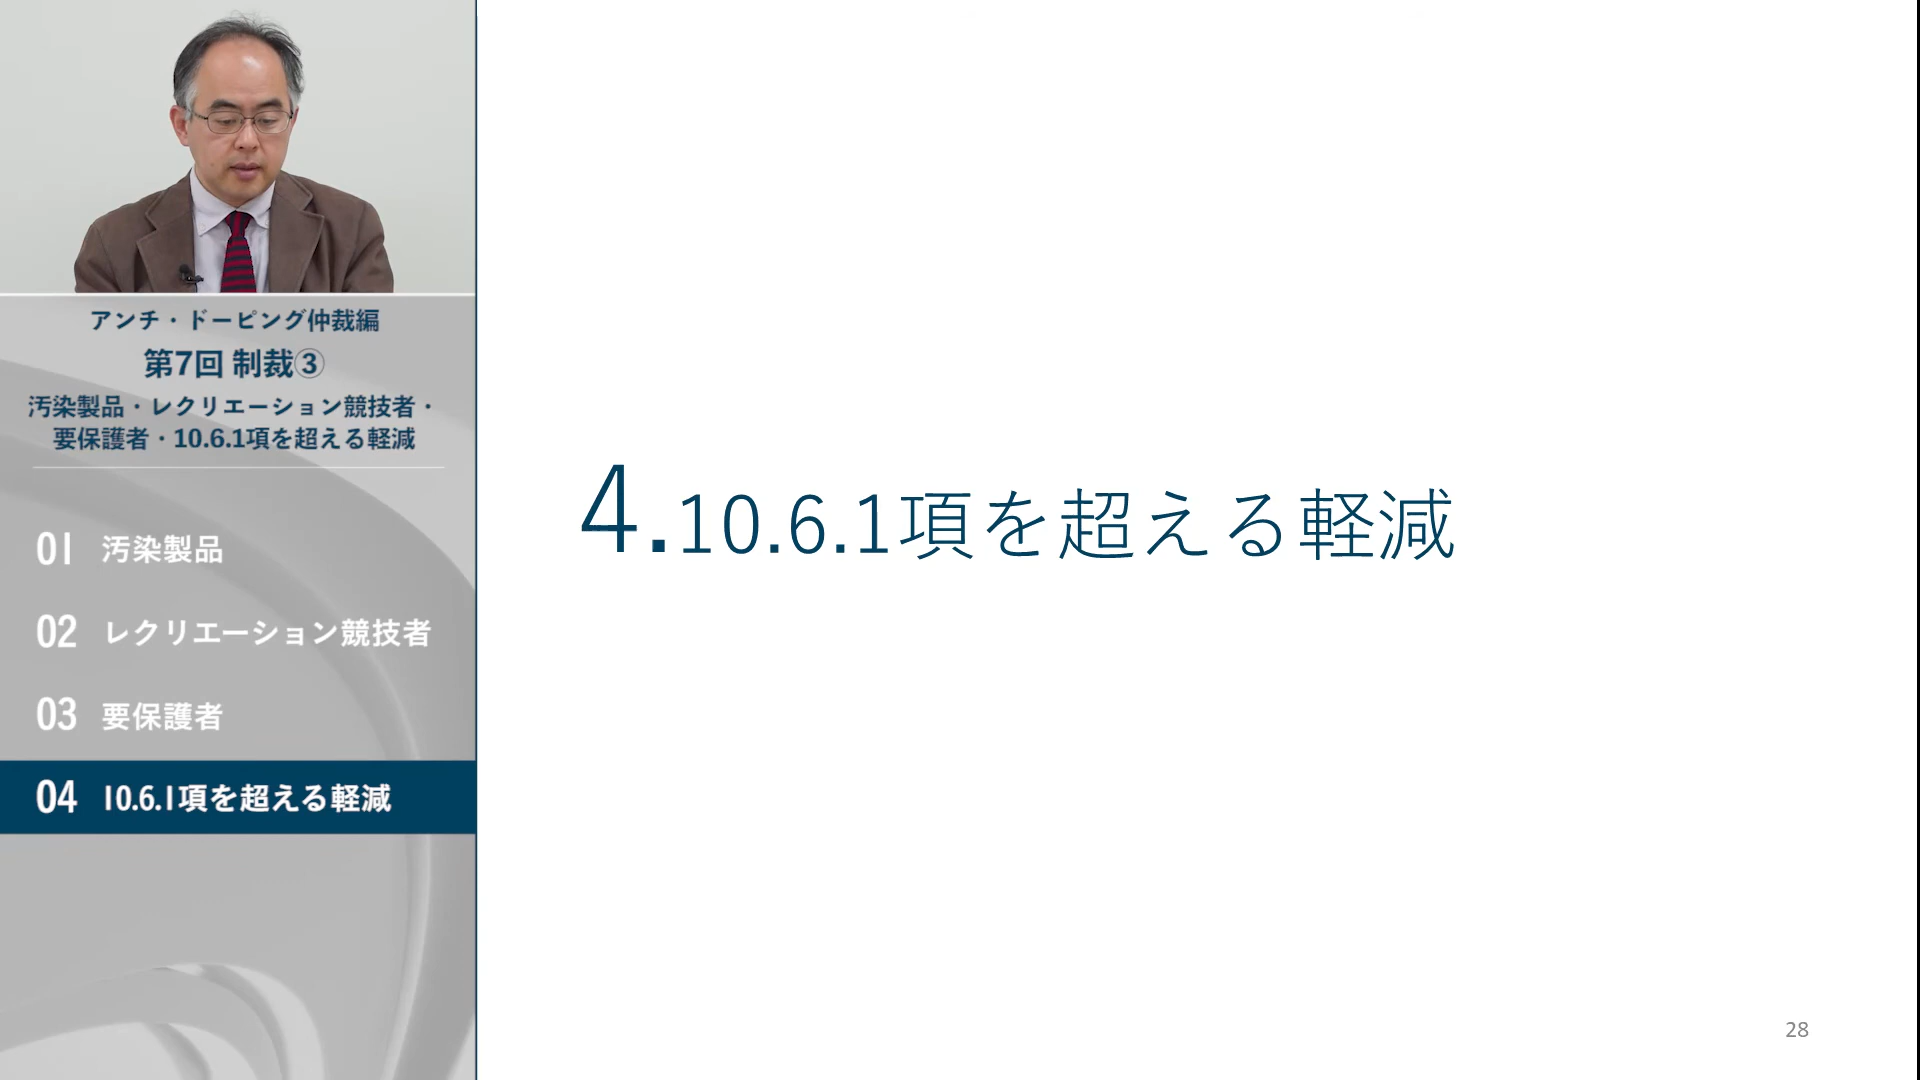 アンチ・ドーピング仲裁編
第7回 制裁③
汚染製品・レクリエーション競技者・
要保護者・10.6.1項を超える軽減
01 汚染製品
02 レクリエーション競技者
03 要保護者
04 10.6.1項を超える軽減
4.10.6.1項を超える軽減
28